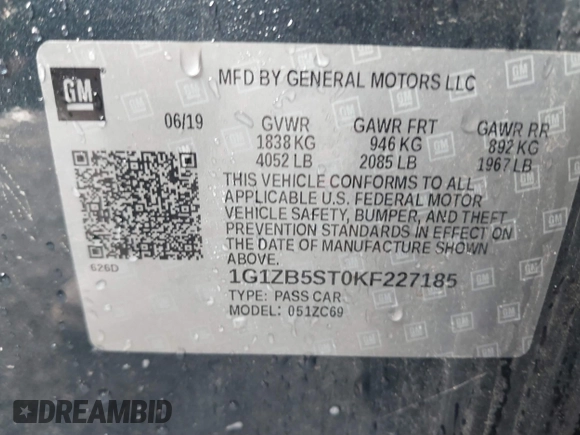 GM
MFD BY GENERAL MOTORS LLC
06/19 GVWR GAWR FRT GAWR RR
1838 KG 946 KG 892 KG
4052 LB 2085 LB 1967 LB
THIS VEHICLE CONFORMS TO ALL
APPLICABLE U.S. FEDERAL MOTOR
VEHICLE SAFETY, BUMPER, AND THEFT
PREVENTION STANDARDS IN EFFECT ON
THE DATE OF MANUFACTURE SHOWN
ABOVE.
626D
1G1ZB5ST0KF227185
TYPE: PASS CAR
MODEL: 051ZC69
DREAMBID